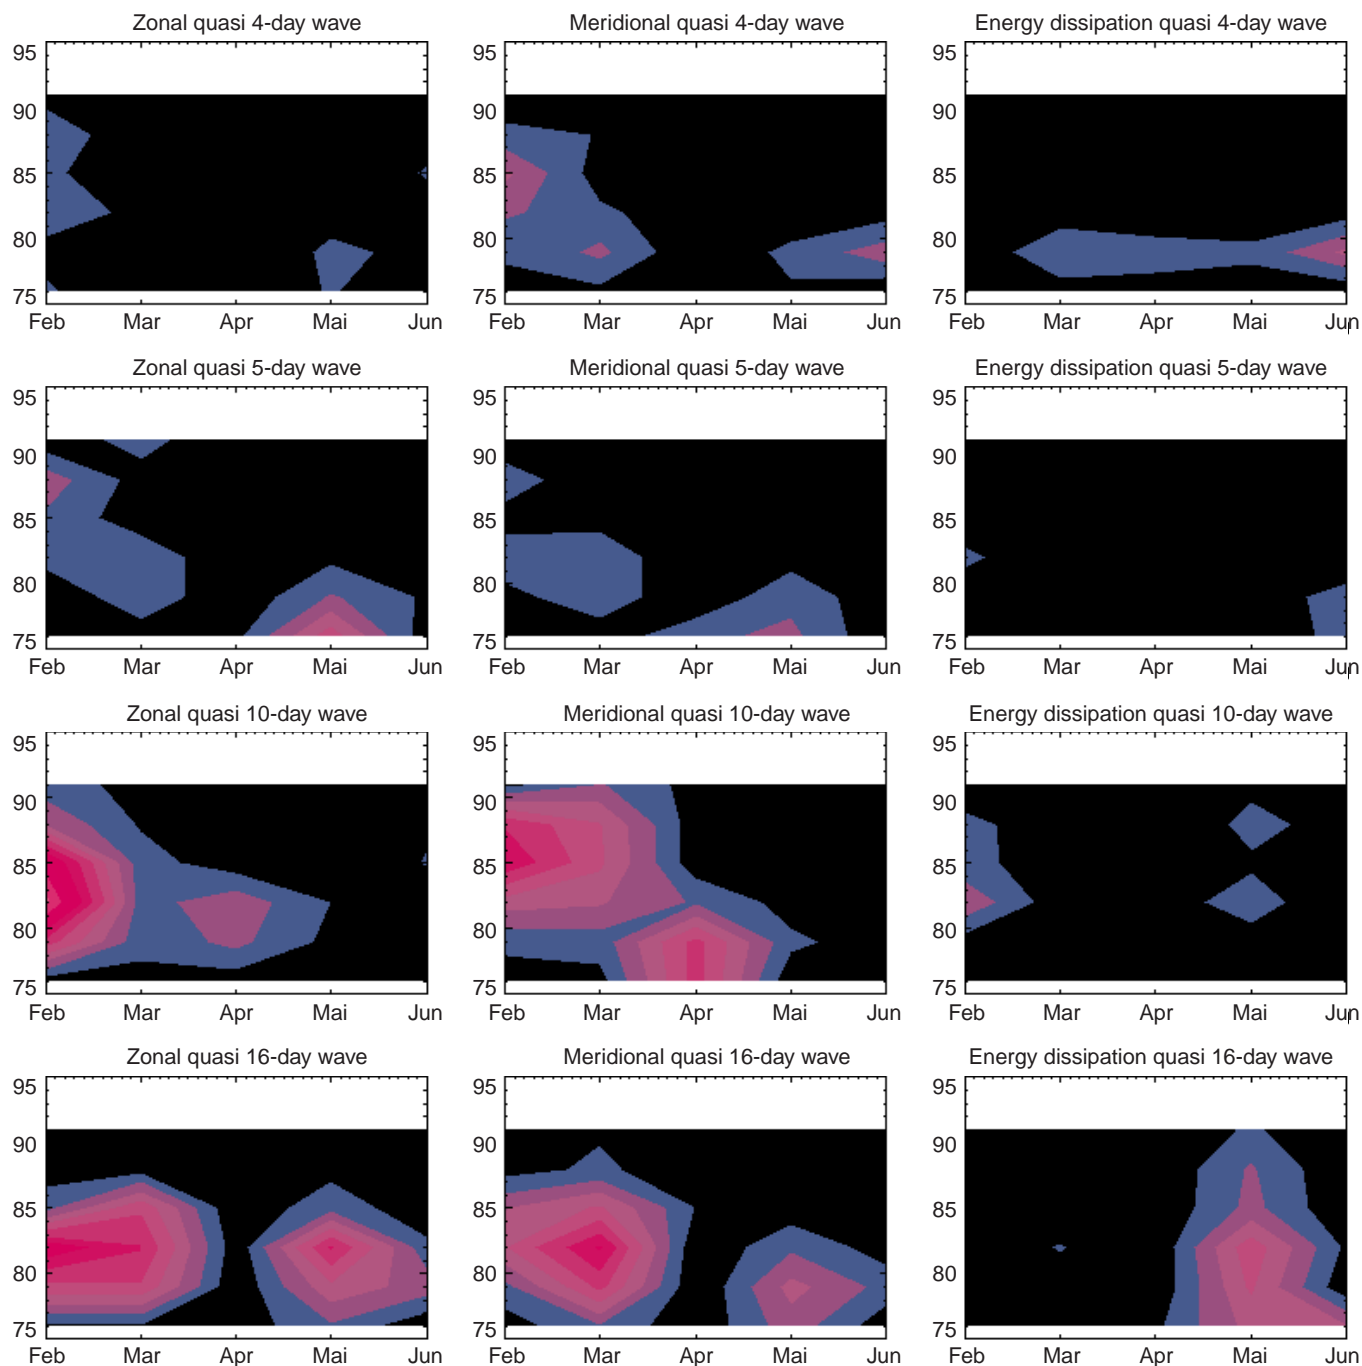 Zonal quasi 4-day wave Meridional quasi 4-day wave Energy dissipation quasi 4-day wave
95 95 95
90 90 90
85 85 85
80 80 80
75 75 75
Feb Mar Apr Mai Jun Feb Mar Apr Mai Jun Feb Mar Apr Mai Jun
Zonal quasi 5-day wave Meridional quasi 5-day wave Energy dissipation quasi 5-day wave
95 95 95
90 90 90
85 85 85
80 80 80
75 75 75
Feb Mar Apr Mai Jun Feb Mar Apr Mai Jun Feb Mar Apr Mai Jun
Zonal quasi 10-day wave Meridional quasi 10-day wave Energy dissipation quasi 10-day wave
95 95 95
90 90 90
85 85 85
80 80 80
75 75 75
Feb Mar Apr Mai Jun Feb Mar Apr Mai Jun Feb Mar Apr Mai Jun
Zonal quasi 16-day wave Meridional quasi 16-day wave Energy dissipation quasi 16-day wave
95 95 95
90 90 90
85 85 85
80 80 80
75 75 75
Feb Mar Apr Mai Jun Feb Mar Apr Mai Jun Feb Mar Apr Mai Jun